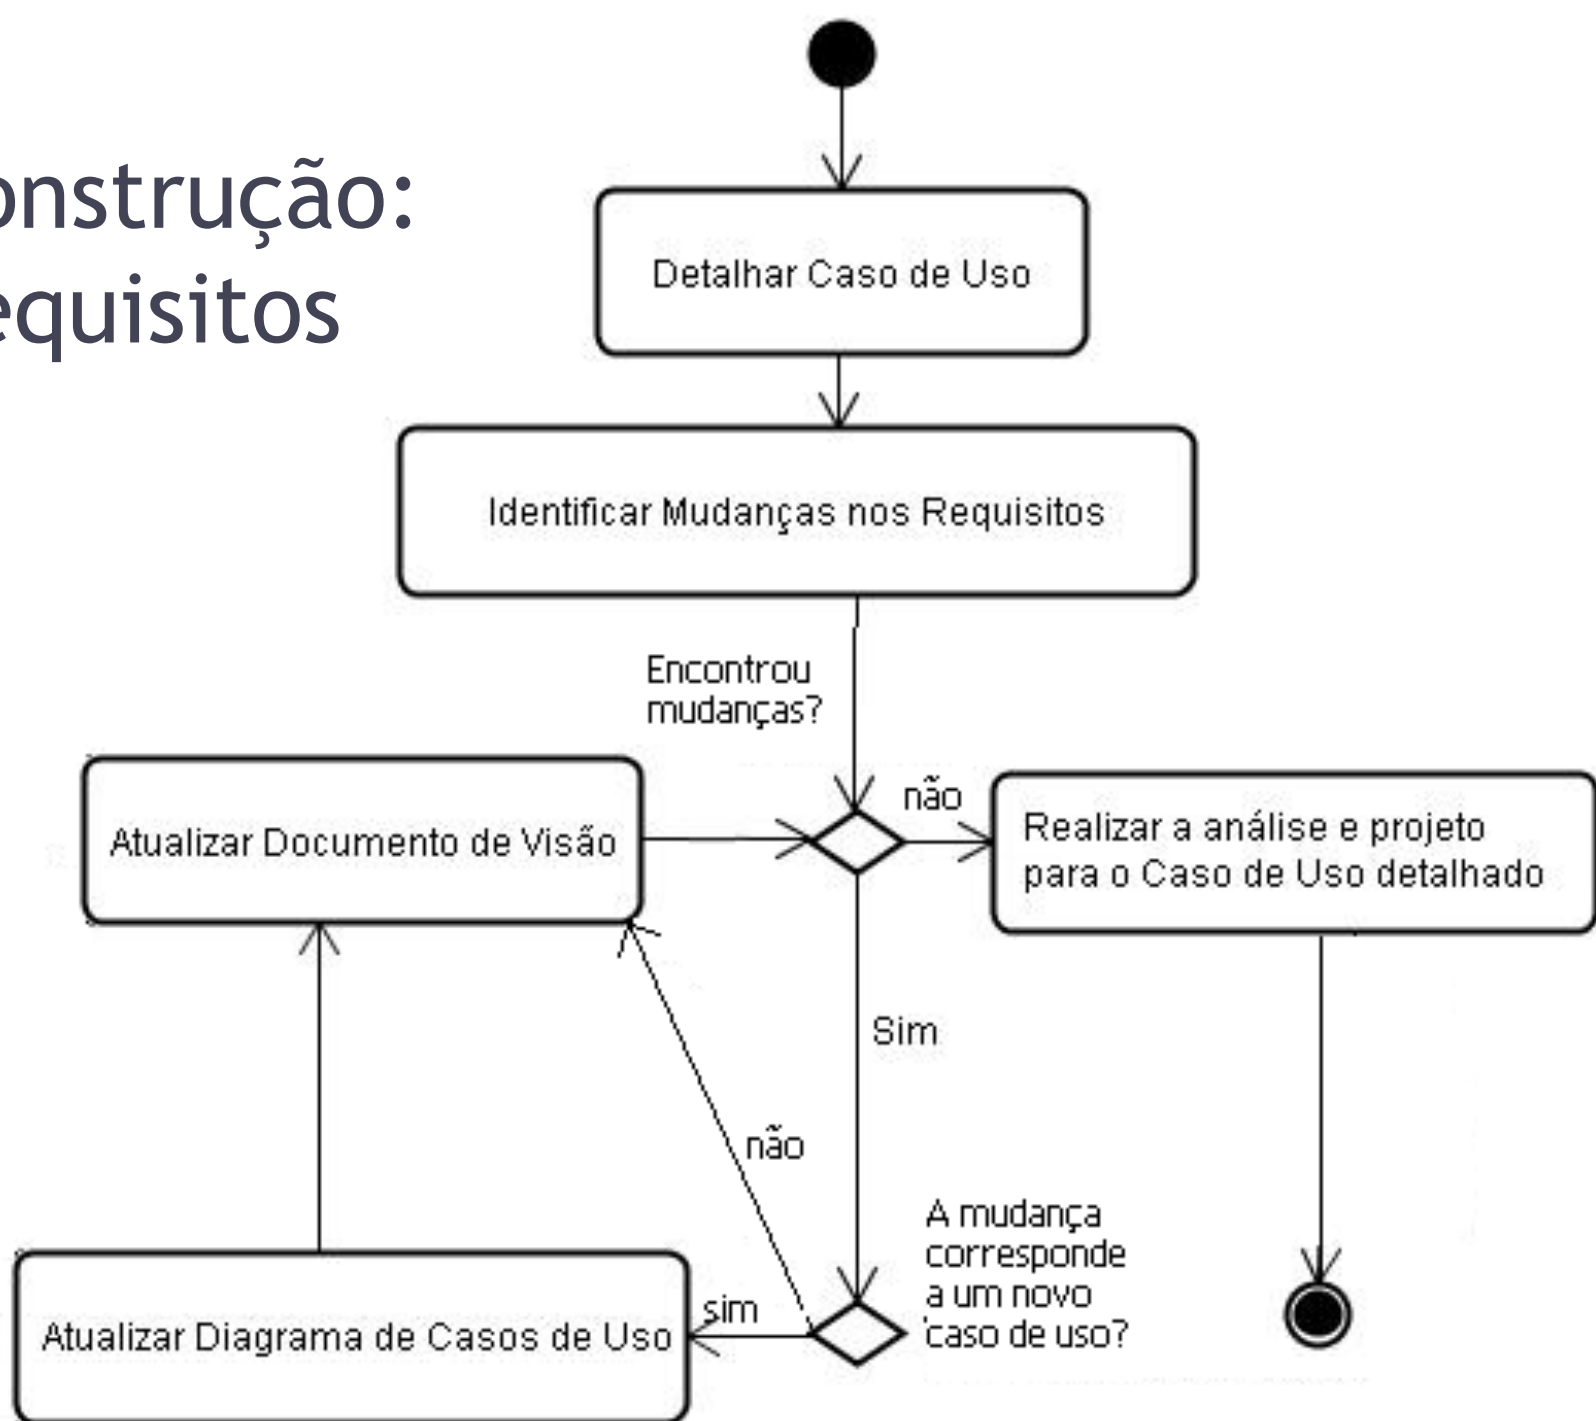 onstrução:
equisitos
Detalhar Caso de Uso
Identificar Mudanças nos Requisitos
Encontrou
mudanças?
Atualizar Documento de Visão
não
Realizar a análise e projeto
para o Caso de Uso detalhado
Sim
não
A mudança
corresponde
a um novo
caso de uso?
sim
Atualizar Diagrama de Casos de Uso